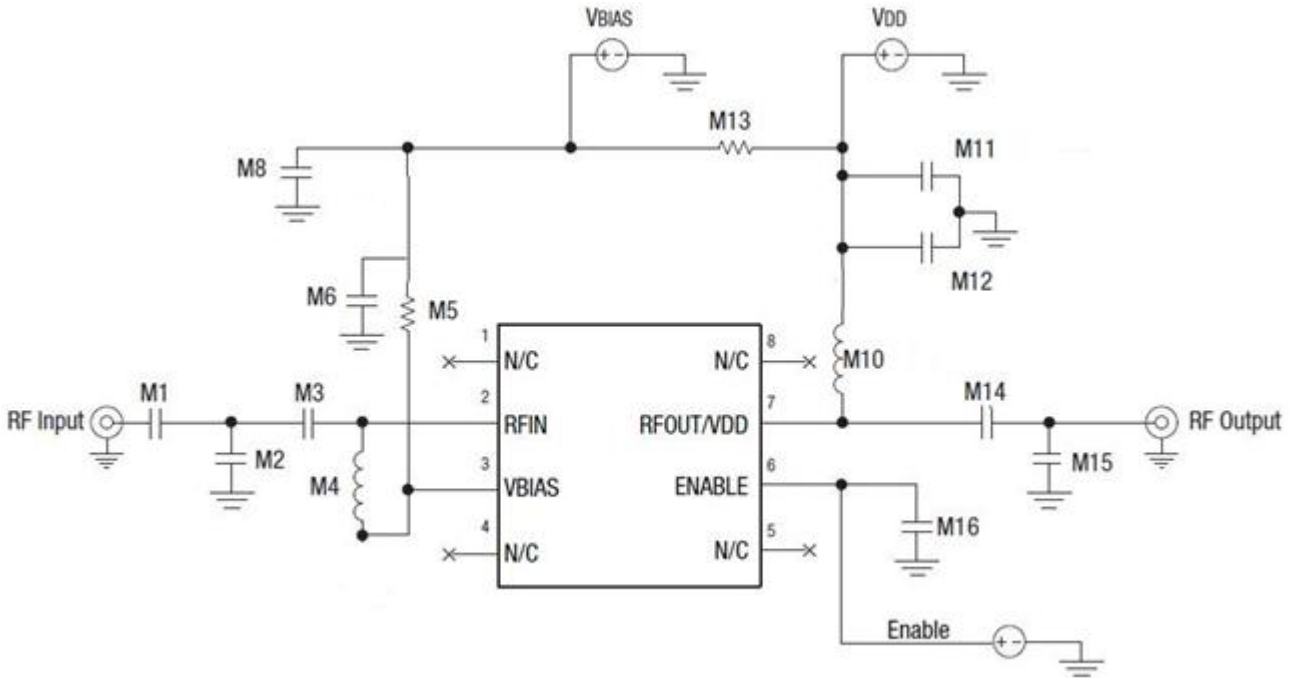 VBIAS
VDD
M13
M11
M8
M12
M6
M5
1
8
N/C
N/C
M10
M1
M3
2
7
M14
RF Input
RFIN
RFOUT/VDD
RF Output
M2
3
6
M15
M4
VBIAS
ENABLE
M16
4
5
N/C
N/C
Enable